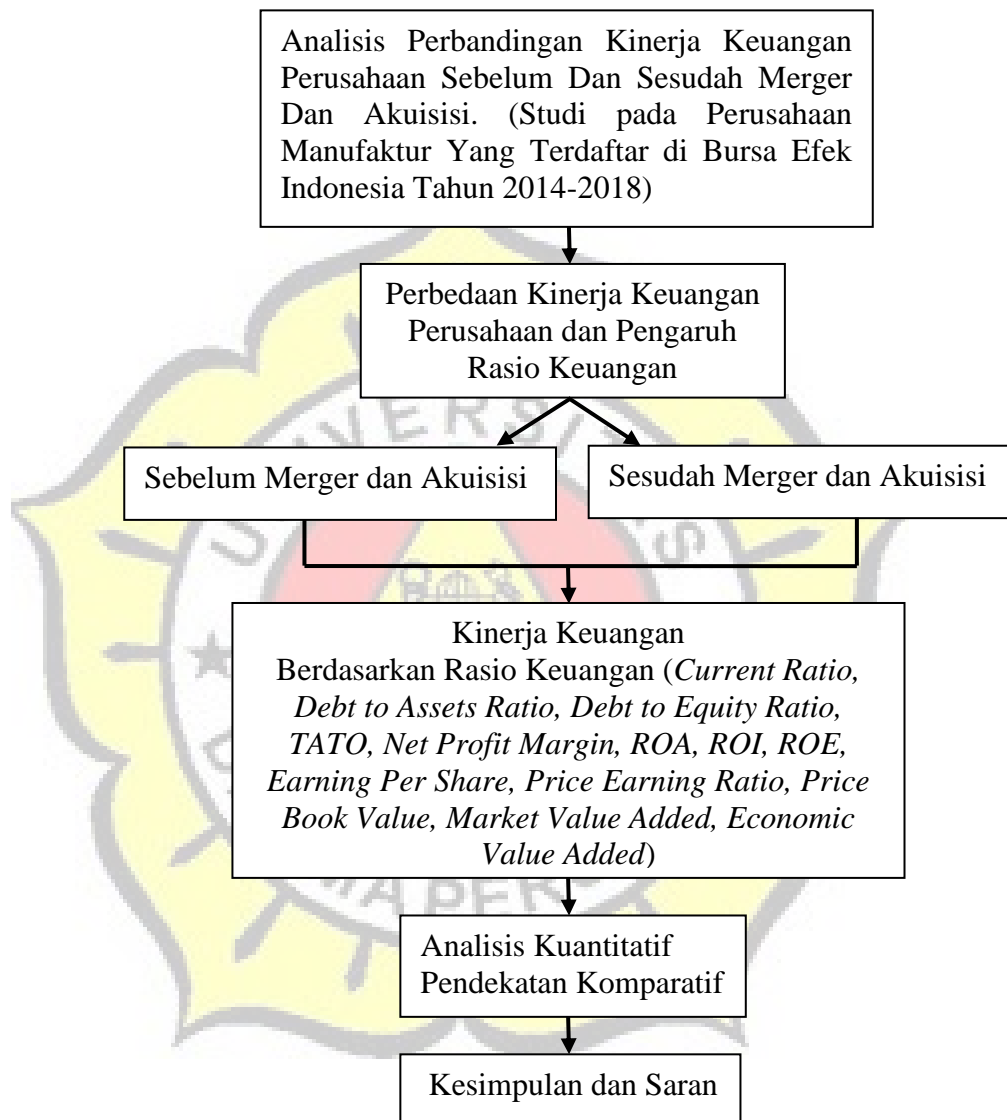 Analisis Perbandingan Kinerja Keuangan
Perusahaan Sebelum Dan Sesudah Merger
Dan Akuisisi. (Studi pada Perusahaan
Manufaktur Yang Terdaftar di Bursa Efek
Indonesia Tahun 2014-2018)
Perbedaan Kinerja Keuangan
Perusahaan dan Pengaruh
Rasio Keuangan
Sebelum Merger dan Akuisisi
Sesudah Merger dan Akuisisi
Kinerja Keuangan
Berdasarkan Rasio Keuangan (Current Ratio,
Debt to Assets Ratio, Debt to Equity Ratio,
TATO, Net Profit Margin, ROA, ROI, ROE,
Earning Per Share, Price Earning Ratio, Price
Book Value, Market Value Added, Economic
Value Added)
Analisis Kuantitatif
Pendekatan Komparatif
Kesimpulan dan Saran